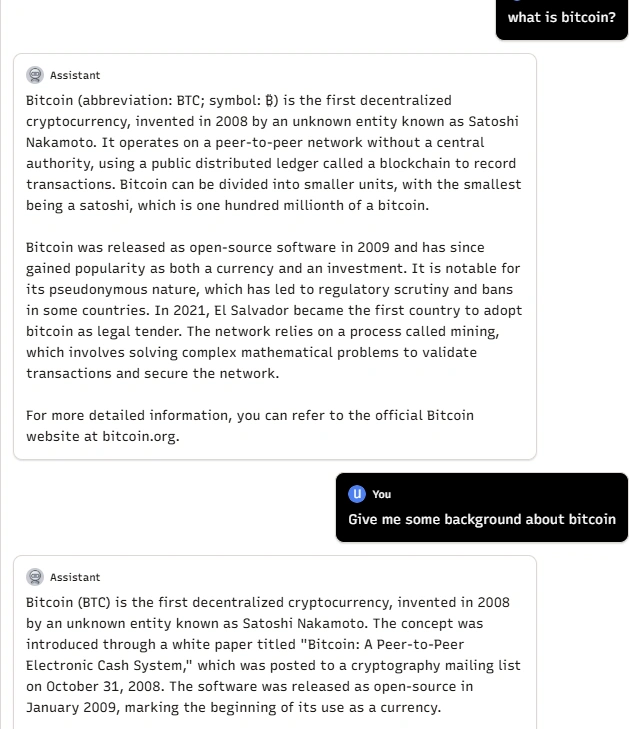 what is bitcoin?
Assistant
Bitcoin (abbreviation: BTC; symbol: ₿) is the first decentralized
cryptocurrency, invented in 2008 by an unknown entity known as Satoshi
Nakamoto. It operates on a peer-to-peer network without a central
authority, using a public distributed ledger called a blockchain to record
transactions. Bitcoin can be divided into smaller units, with the smallest
being a satoshi, which is one hundred millionth of a bitcoin.
Bitcoin was released as open-source software in 2009 and has since
gained popularity as both a currency and an investment. It is notable for
its pseudonymous nature, which has led to regulatory scrutiny and bans
in some countries. In 2021, El Salvador became the first country to adopt
bitcoin as legal tender. The network relies on a process called mining,
which involves solving complex mathematical problems to validate
transactions and secure the network.
For more detailed information, you can refer to the official Bitcoin
website at bitcoin.org.
U You
Give me some background about bitcoin
Assistant
Bitcoin (BTC) is the first decentralized cryptocurrency, invented in 2008
by an unknown entity known as Satoshi Nakamoto. The concept was
introduced through a white paper titled "Bitcoin: A Peer-to-Peer
Electronic Cash System," which was posted to a cryptography mailing list
on October 31, 2008. The software was released as open-source in
January 2009, marking the beginning of its use as a currency.